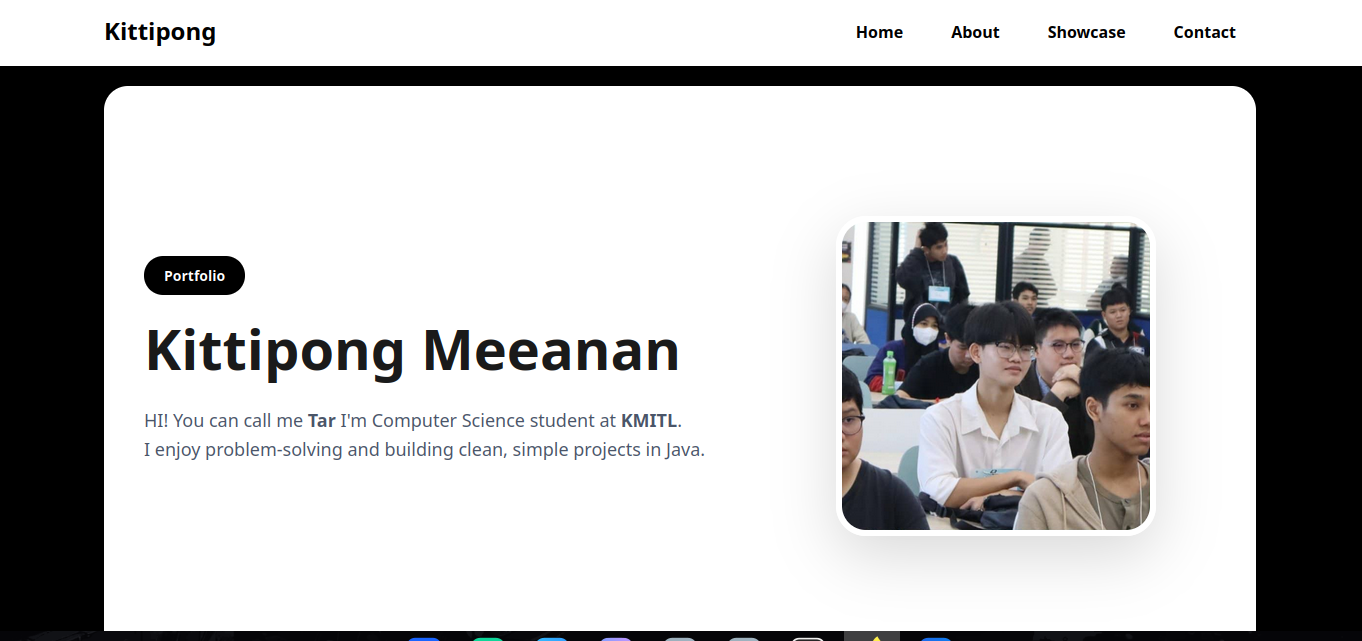 Kittipong
Home About Showcase Contact
Portfolio
Kittipong Meeanan
HI! You can call me Tar I'm Computer Science student at KMITL.
I enjoy problem-solving and building clean, simple projects in Java.